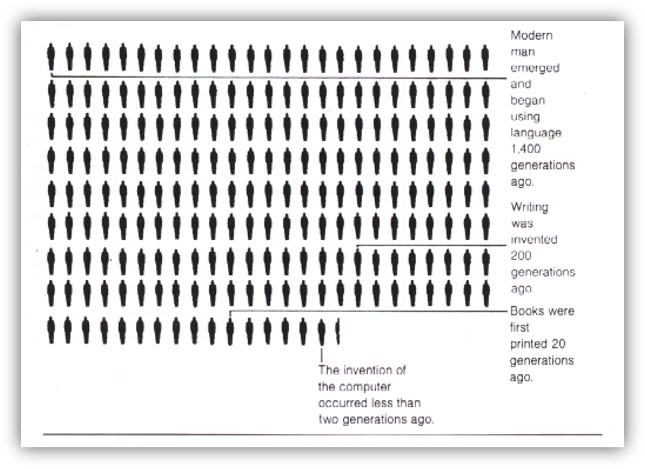 Modern
man
emerged
and
began
using
language
1,400
generations
ago.
Writing
was
invented
200
generations
ago.
Books were
first
printed 20
generations
ago.
The invention of
the computer
occurred less than
two generations ago.